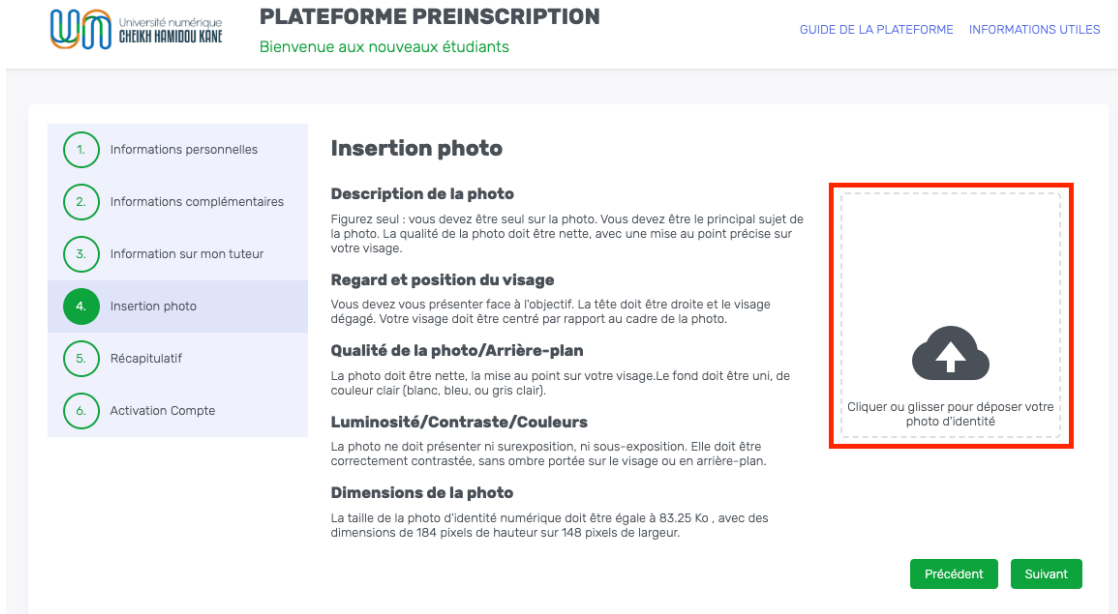 Université numérique
CHEIKH HAMIDOU KANE
PLATEFORME PREINSCRIPTION
Bienvenue aux nouveaux étudiants
GUIDE DE LA PLATEFORME
INFORMATIONS UTILES
1. Informations personnelles
2. Informations complémentaires
3. Information sur mon tuteur
4. Insertion photo
5. Récapitulatif
6. Activation Compte
Insertion photo
Description de la photo
Figurez seul : vous devez être seul sur la photo. Vous devez être le principal sujet de
la photo. La qualité de la photo doit être nette, avec une mise au point précise sur
votre visage.
Regard et position du visage
Vous devez vous présenter face à l'objectif. La tête doit être droite et le visage
dégagé. Votre visage doit être centré par rapport au cadre de la photo.
Qualité de la photo/Arrière-plan
La photo doit être nette, la mise au point sur votre visage.Le fond doit être uni, de
couleur clair (blanc, bleu, ou gris clair).
Luminosité/Contraste/Couleurs
La photo ne doit présenter ni surexposition, ni sous-exposition. Elle doit être
correctement contrastée, sans ombre portée sur le visage ou en arrière-plan.
Dimensions de la photo
La taille de la photo d'identité numérique doit être égale à 83.25 Ko , avec des
dimensions de 184 pixels de hauteur sur 148 pixels de largeur.
Cliquer ou glisser pour déposer votre
photo d'identité
Précédent
Suivant